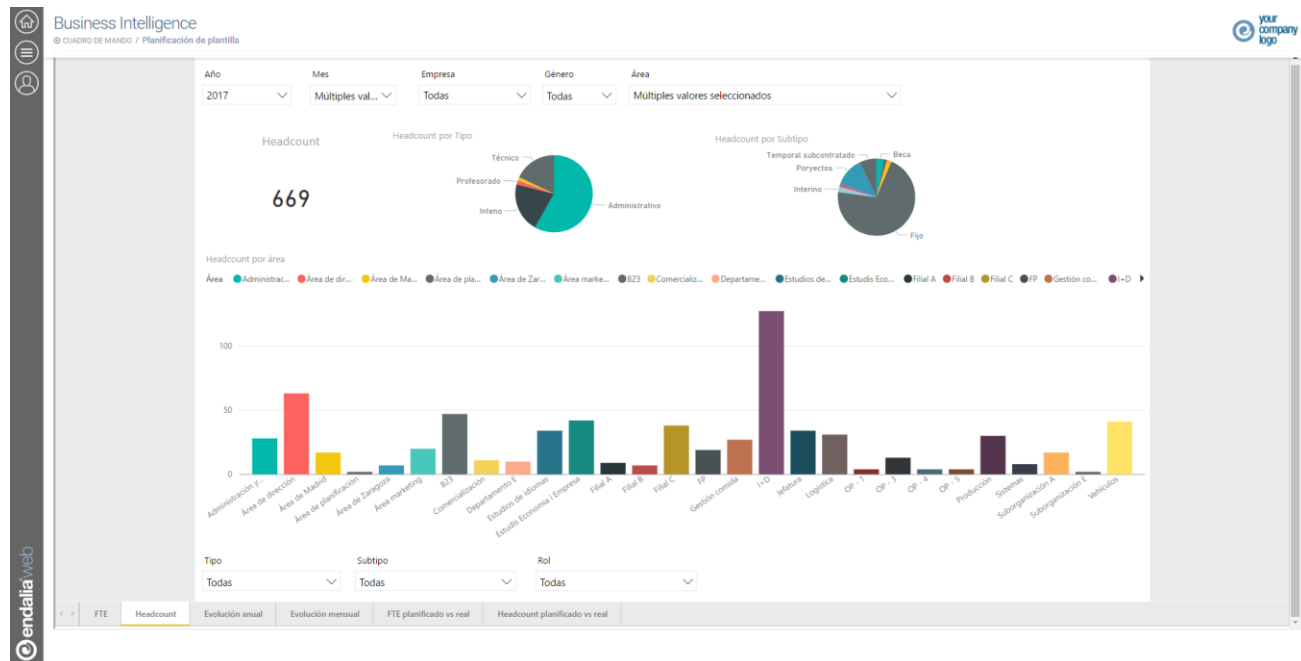 Business Intelligence
CUADRO DE MANDO / Planificación de plantilla
your
company
logo
Año Mes Empresa Género Área
2017 Múltiples val... Todas Todas Múltiples valores seleccionados
Headcount
669
Headcount por Tipo
Técnico
Profesorado
Inteno
Administrativo
Headcount por Subtipo
Temporal subcontratado
Beca
Poryectos
Interino
Fijo
Headcount por área
Área Administrac... Área de dir... Área de Ma... Área de pla... Área de Zar... Área marke... B23 Comercializ... Departame... Estudios de... Estudis Eco... Filial A Filial B Filial C FP Gestión co... I+D
100
50
0
Administración y...
Área de dirección
Área de Madrid
Área de planificación
Área de Zaragoza
Área marketing
B23
Comercialización
Departamento E
Estudios de idiomas
Estudis Economia i Empresa
Filial A
Filial B
Filial C
FP
Gestión comida
I+D
Jefatura
Logística
OP - 1
OP - 3
OP - 4
OP - 5
Producción
Sistemas
Suborganización A
Suborganización E
Vehículos
Tipo Subtipo Rol
Todas Todas Todas
FTE Headcount Evolución anual Evolución mensual FTE planificado vs real Headcount planificado vs real
endalia web